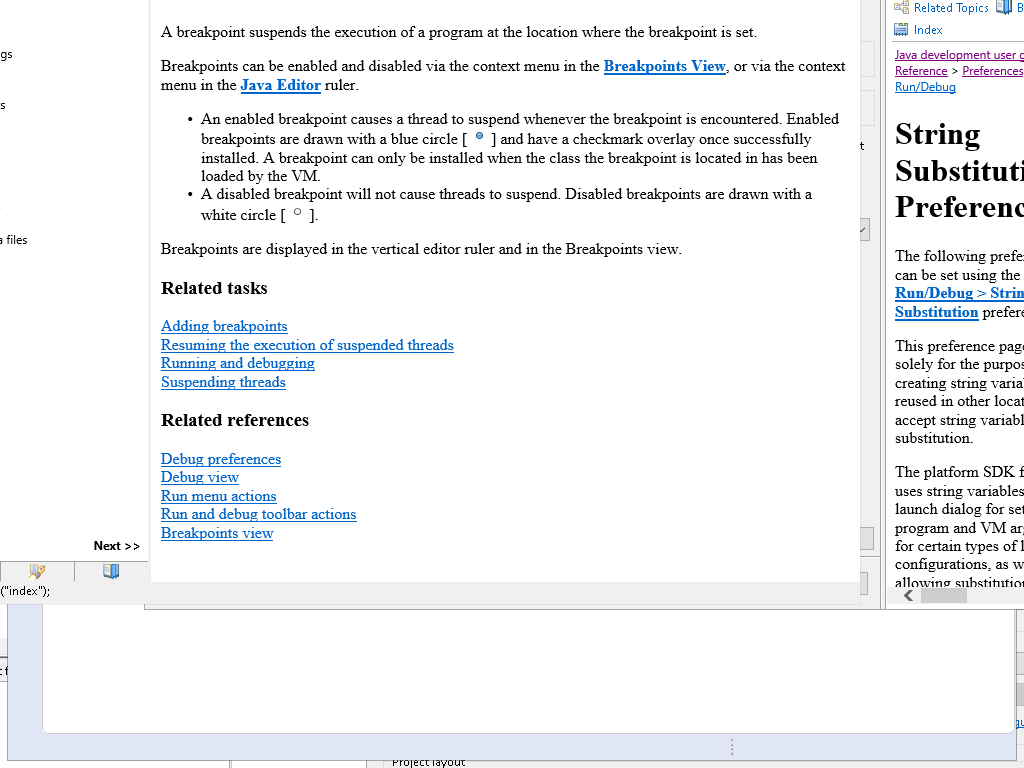 A breakpoint suspends the execution of a program at the location where the breakpoint is set.
Breakpoints can be enabled and disabled via the context menu in the Breakpoints View, or via the context
menu in the Java Editor ruler.
• An enabled breakpoint causes a thread to suspend whenever the breakpoint is encountered. Enabled
breakpoints are drawn with a blue circle [ ] and have a checkmark overlay once successfully
installed. A breakpoint can only be installed when the class the breakpoint is located in has been
loaded by the VM.
• A disabled breakpoint will not cause threads to suspend. Disabled breakpoints are drawn with a
white circle [ ].
Breakpoints are displayed in the vertical editor ruler and in the Breakpoints view.
Related tasks
Adding breakpoints
Resuming the execution of suspended threads
Running and debugging
Suspending threads
Related references
Debug preferences
Debug view
Run menu actions
Run and debug toolbar actions
Breakpoints view
gs
s
files
Next >>
("index");
t
Related Topics B
Index
Java development user g
Reference > Preferences
Run/Debug
String
Substituti
Preferenc
The following prefe
can be set using the
Run/Debug > Strin
Substitution prefere
This preference page
solely for the purpos
creating string varia
reused in other locat
accept string variabl
substitution.
The platform SDK f
uses string variables
launch dialog for set
program and VM ar
for certain types of l
configurations, as w
allowing substitution
Project layout